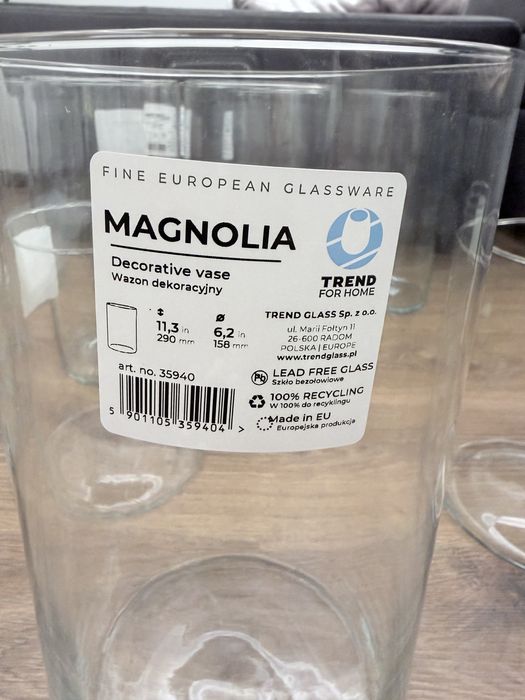 FINE EUROPEAN GLASSWARE
MAGNOLIA
Decorative vase
Wazon dekoracyjny
11,3 in
290 mm
ø
6,2 in
158 mm
art. no. 35940
5 901105 359404 >
TREND
FOR HOME
TREND GLASS Sp. z o.o.
ul. Marii Fołtyn 11
26-600 RADOM
POLSKA | EUROPE
www.trendglass.pl
Pb LEAD FREE GLASS
Szkło bezołowiowe
100% RECYCLING
W 100% do recyklingu
Made in EU
Europejska produkcja